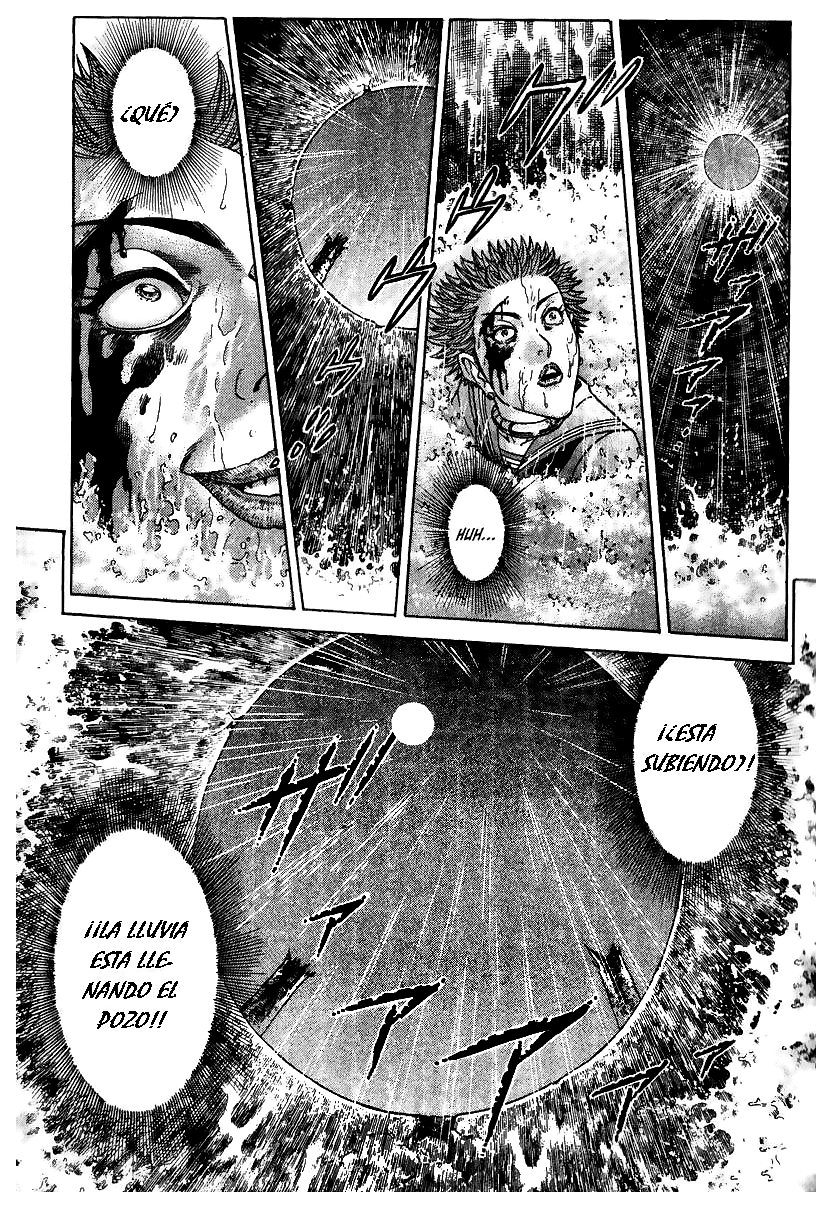 HUH...
¿QUÉ?
¡¿ESTA
SUBIENDO?!
¡¡LA LLUVIA
ESTA LLE-
NANDO EL
POZO!!